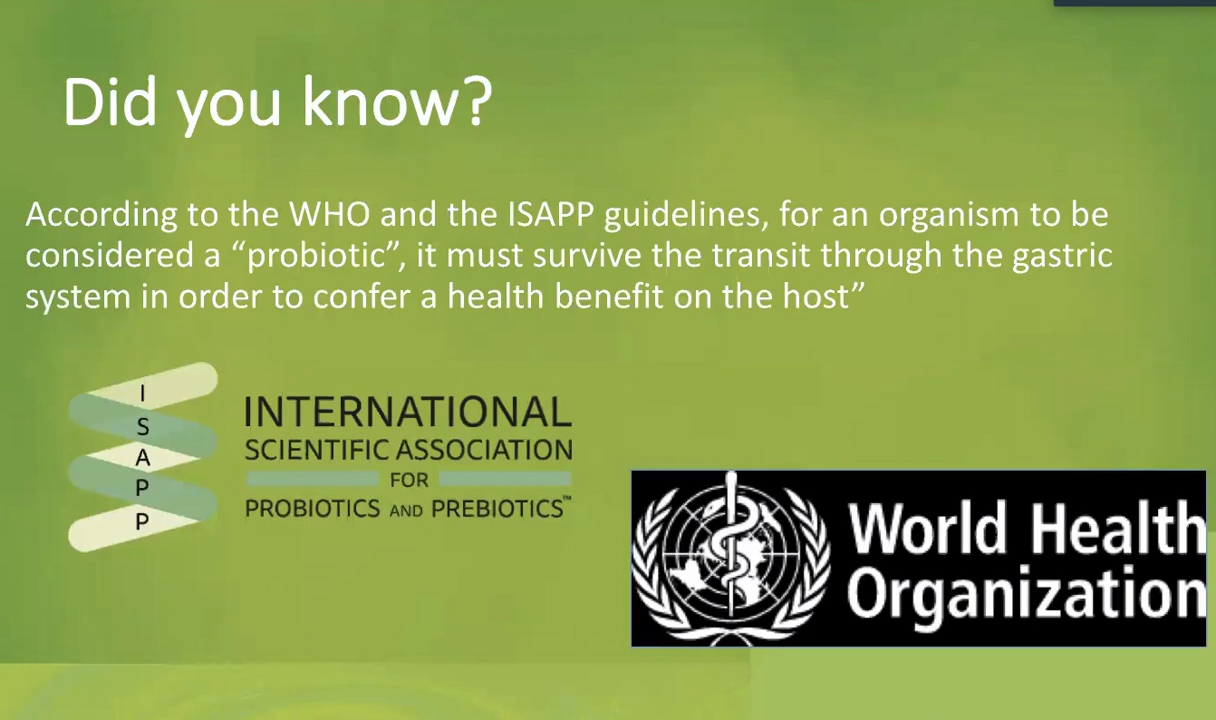 Did you know?
According to the WHO and the ISAPP guidelines, for an organism to be
considered a “probiotic”, it must survive the transit through the gastric
system in order to confer a health benefit on the host”
I
S
A
P
P
INTERNATIONAL
SCIENTIFIC ASSOCIATION
FOR
PROBIOTICS AND PREBIOTICS™
World Health
Organization